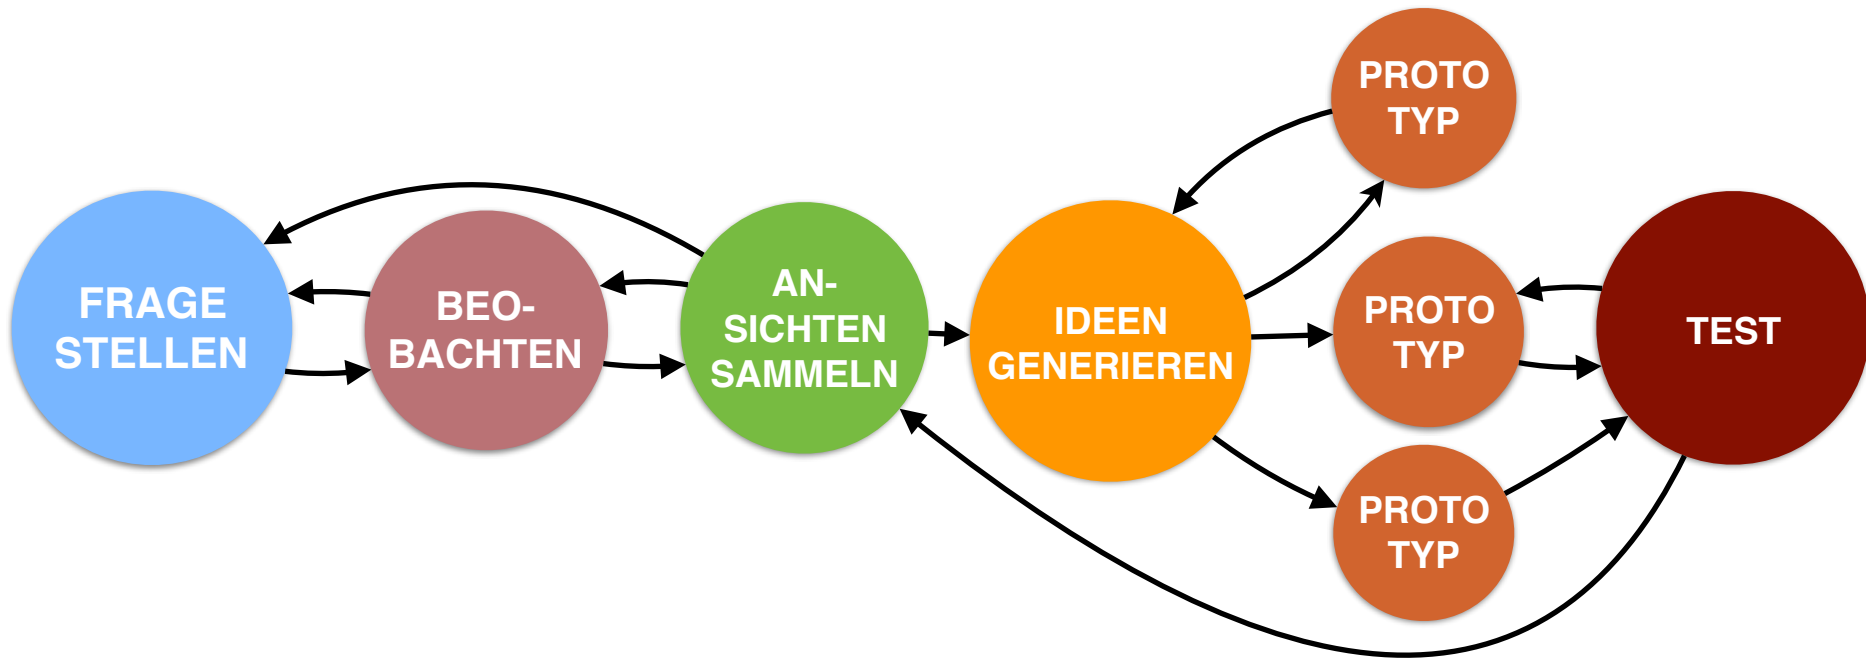 FRAGE
STELLEN
BEO-
BACHTEN
AN-
SICHTEN
SAMMELN
IDEEN
GENERIEREN
PROTO
TYP
PROTO
TYP
PROTO
TYP
TEST